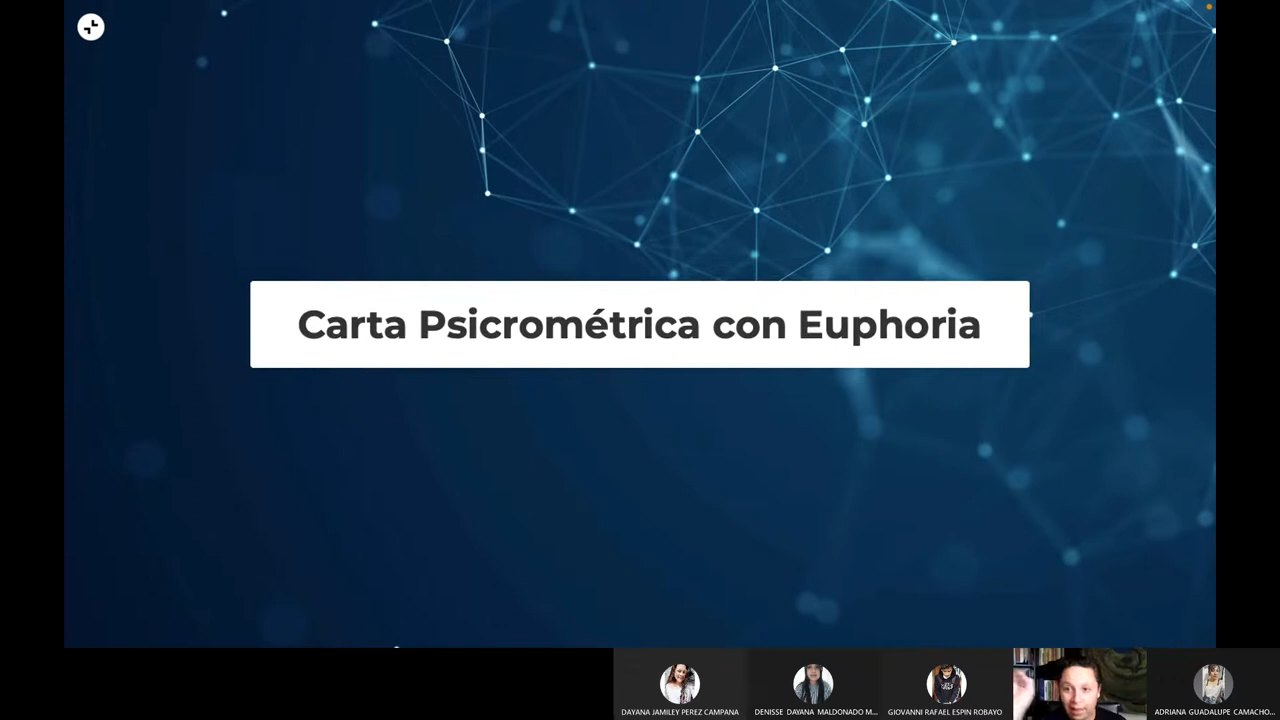 Carta Psicrométrica con Euphoria
DAYANA JAMILEY PEREZ CAMPANA
DENISSE DAYANA MALDONADO M...
GIOVANNI RAFAEL ESPIN ROBAYO
ADRIANA GUADALUPE CAMACHO...